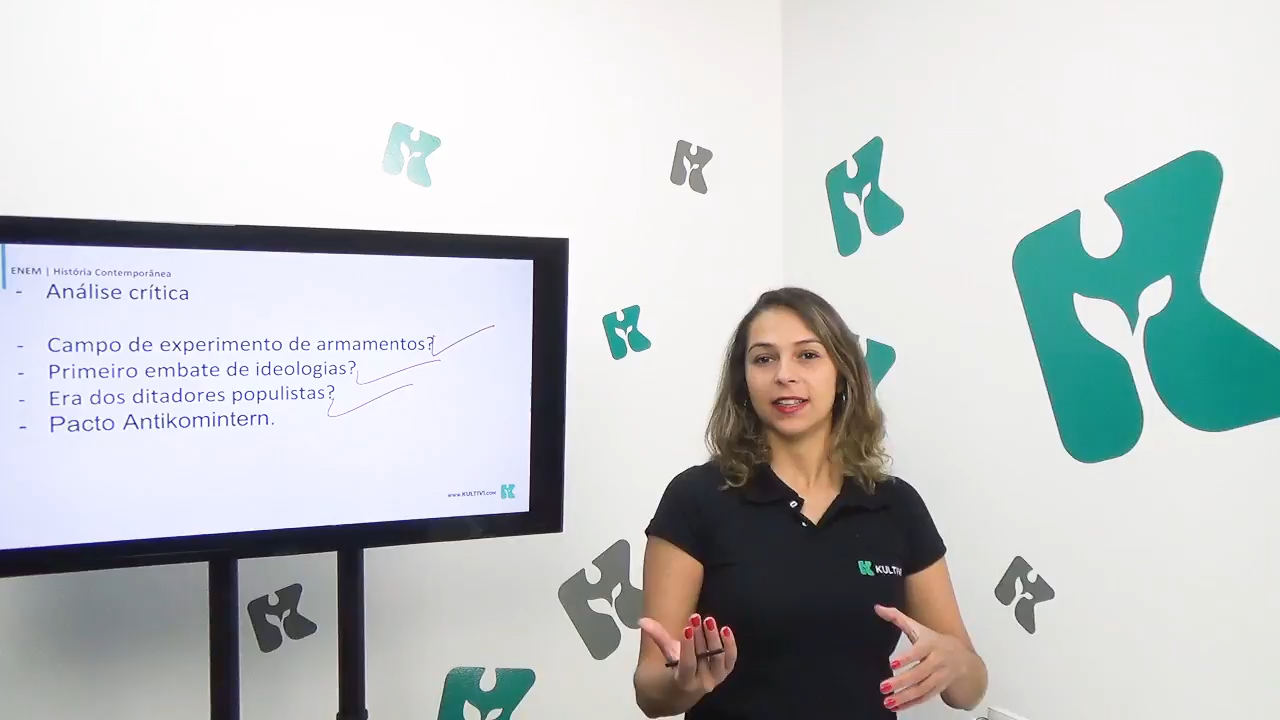 ENEM | História Contemporânea
- Análise crítica
- Campo de experimento de armamentos?
- Primeiro embate de ideologias?
- Era dos ditadores populistas?
- Pacto Antikomintern.
www.KULTIVI.com
KULTIVI